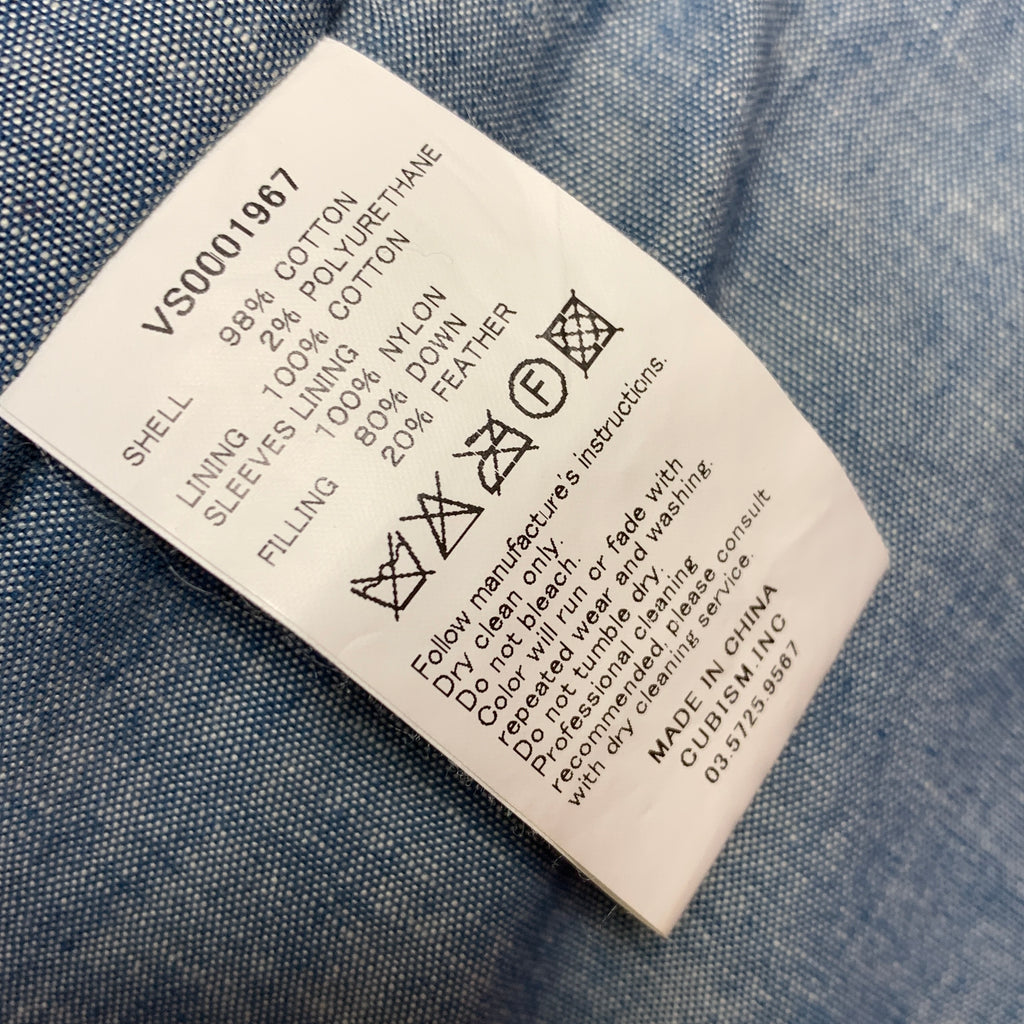 VS0001967
SHELL 98% COTTON
2% POLYURETHANE
LINING 100% COTTON
SLEEVES LINING
100% NYLON
FILLING 80% DOWN
20% FEATHER
F
Follow manufacture's instructions.
Dry clean only.
Do not bleach.
Color will run or fade with
repeated wear and washing.
Do not tumble dry.
Professional cleaning
recommended, please consult
with dry cleaning service.
MADE IN CHINA
CUBISM.INC
03.5725.9567